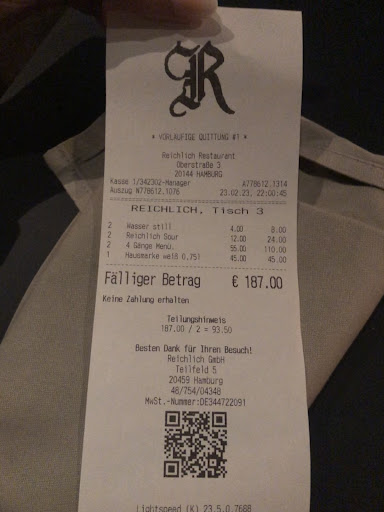 R
* VORLÄUFIGE QUITTUNG #1 *
Reichlich Restaurant
Oberstraße 3
20144 HAMBURG
Kasse 1/342302-Manager A778612.1314
Auszug N778612.1076 23.02.23, 22:00:45
REICHLICH, Tisch 3
2 Wasser still 4.00 8.00
2 Reichlich Sour 12.00 24.00
2 4 Gänge Menü. 55.00 110.00
1 Hausmarke weiß 0,75l 45.00 45.00
Fälliger Betrag € 187.00
Keine Zahlung erhalten
Teilungshinweis
187.00 / 2 = 93.50
Besten Dank für Ihren Besuch!
Reichlich GmbH
Teilfeld 5
20459 Hamburg
46/754/04348
MwSt.-Nummer:DE344722091
Lightspeed (K) 23.5.0.7668